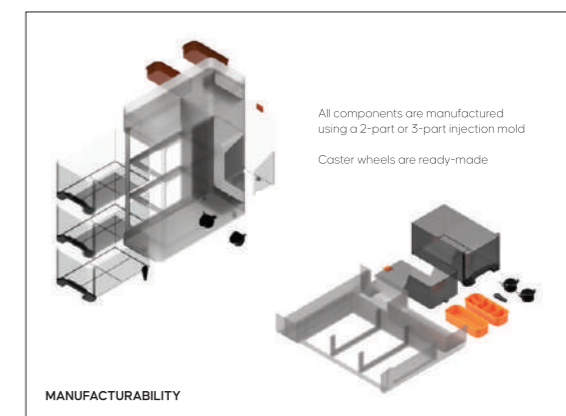 All components are manufactured
using a 2-part or 3-part injection mold
Caster wheels are ready-made
MANUFACTURABILITY